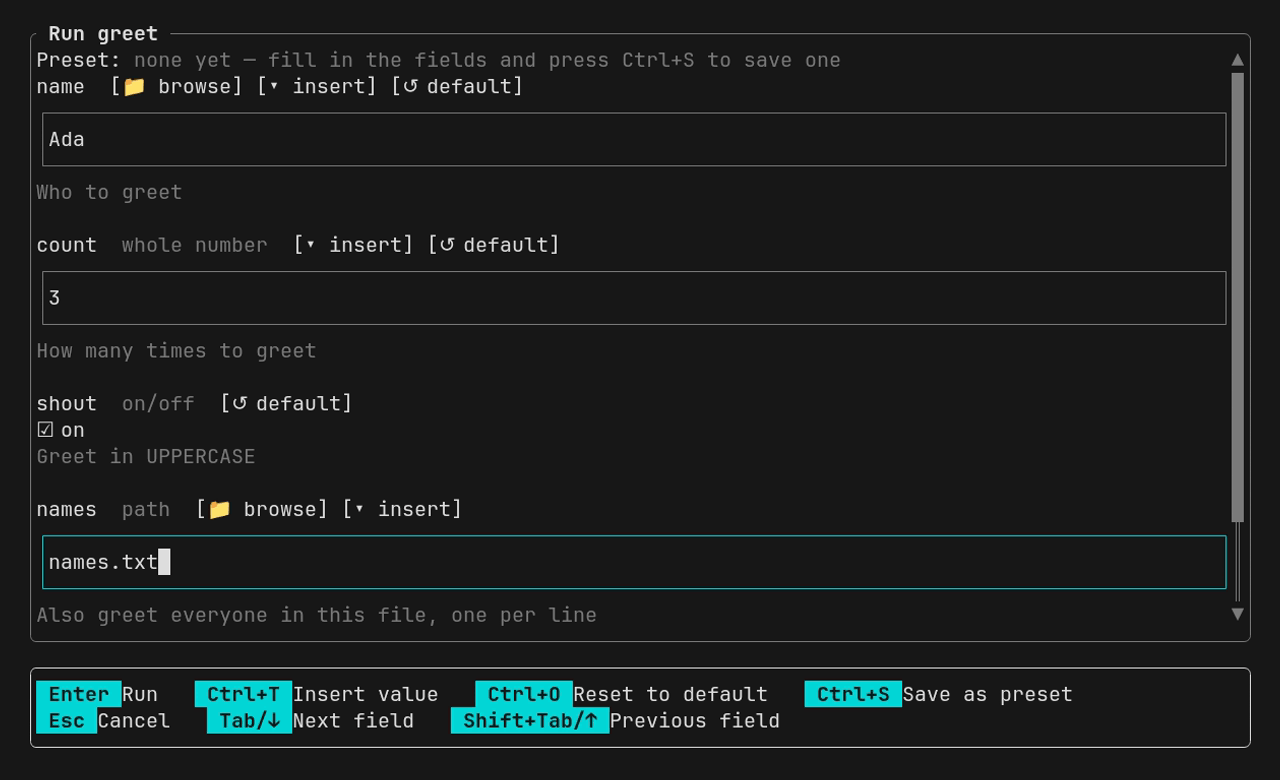 Run greet
Preset: none yet — fill in the fields and press Ctrl+S to save one
name [📁 browse] [▾ insert] [↺ default]
Ada
Who to greet
count whole number [▾ insert] [↺ default]
3
How many times to greet
shout on/off [↺ default]
☑ on
Greet in UPPERCASE
names path [📁 browse] [▾ insert]
names.txt
Also greet everyone in this file, one per line
Enter Run Ctrl+T Insert value Ctrl+O Reset to default Ctrl+S Save as preset
Esc Cancel Tab/↓ Next field Shift+Tab/↑ Previous field